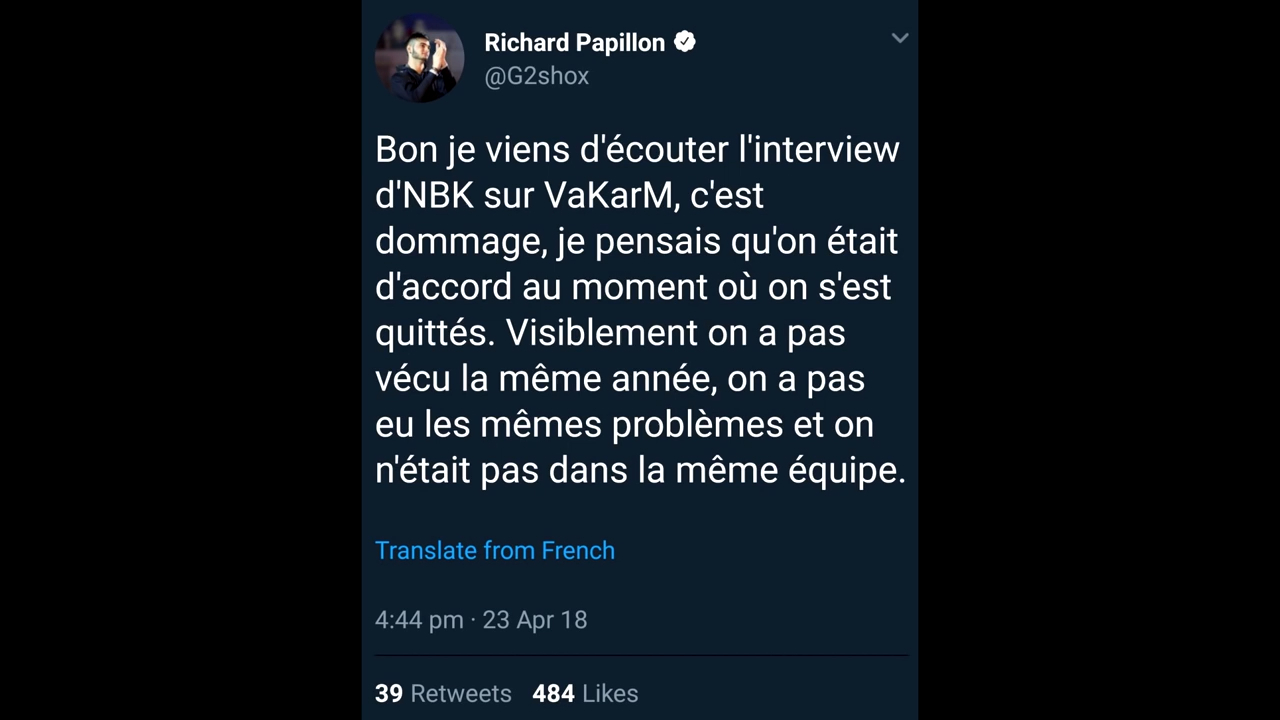 Richard Papillon
@G2shox
Bon je viens d'écouter l'interview
d'NBK sur VaKarM, c'est
dommage, je pensais qu'on était
d'accord au moment où on s'est
quittés. Visiblement on a pas
vécu la même année, on a pas
eu les mêmes problèmes et on
n'était pas dans la même équipe.
Translate from French
4:44 pm · 23 Apr 18
39 Retweets 484 Likes